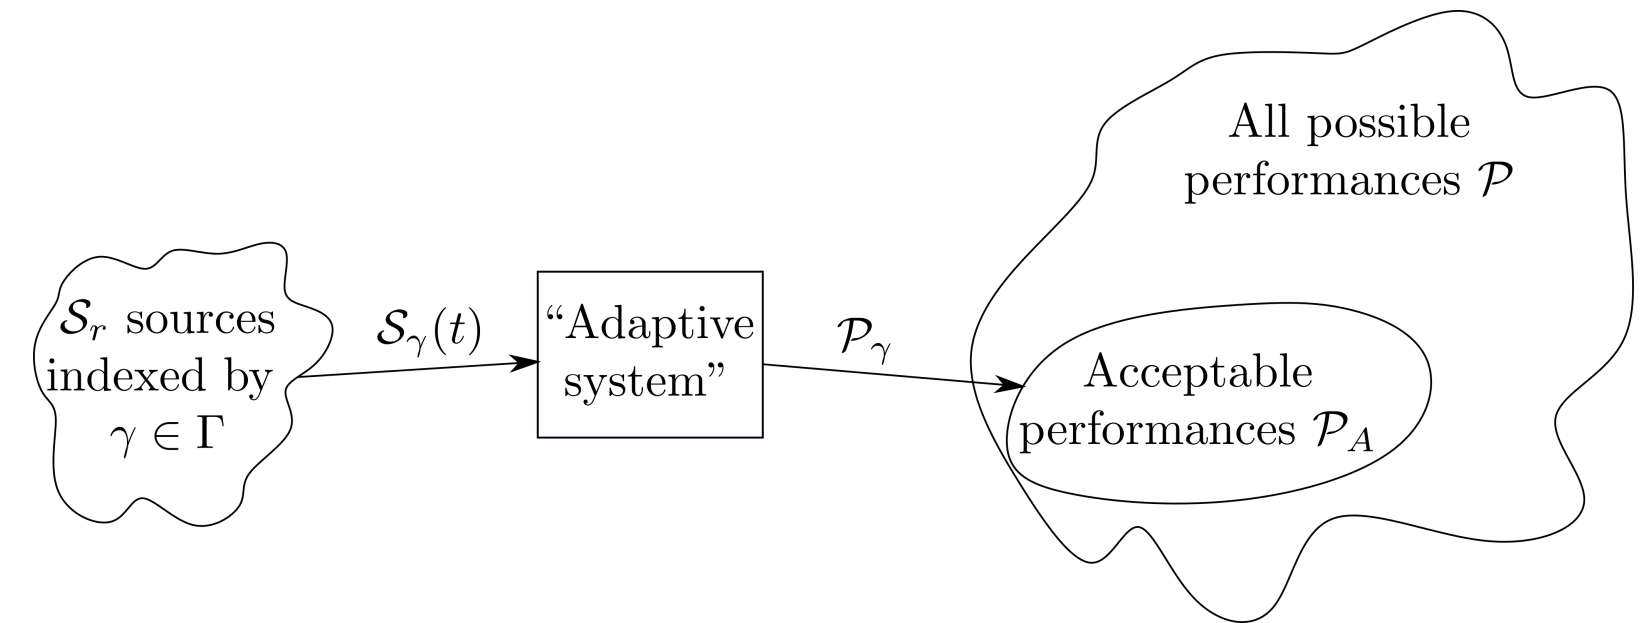 𝒮ᵣ sources
indexed by
γ ∈ Γ
𝒮_γ(t)
“Adaptive
system”
𝒫_γ
All possible
performances 𝒫
Acceptable
performances 𝒫_A